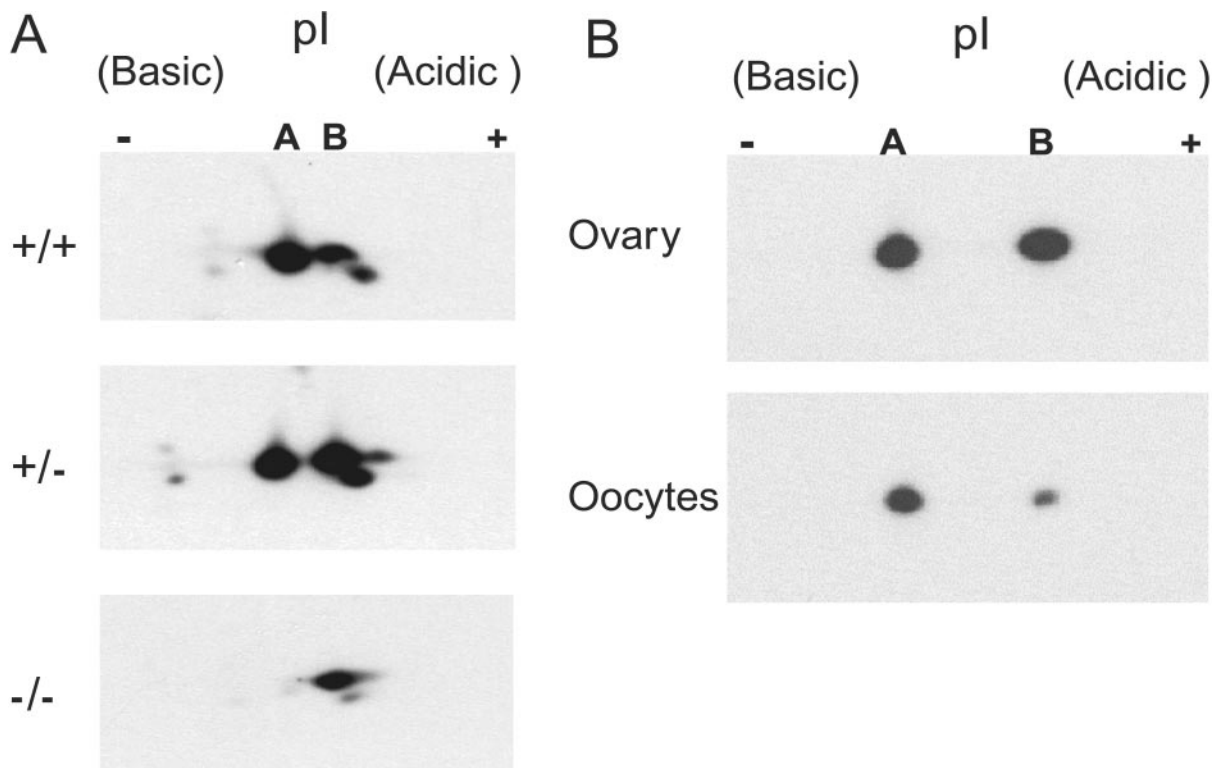 A
pI
(Basic) (Acidic )
- A B +
+/+
+/-
-/-
B
pI
(Basic) (Acidic )
- A B +
Ovary
Oocytes